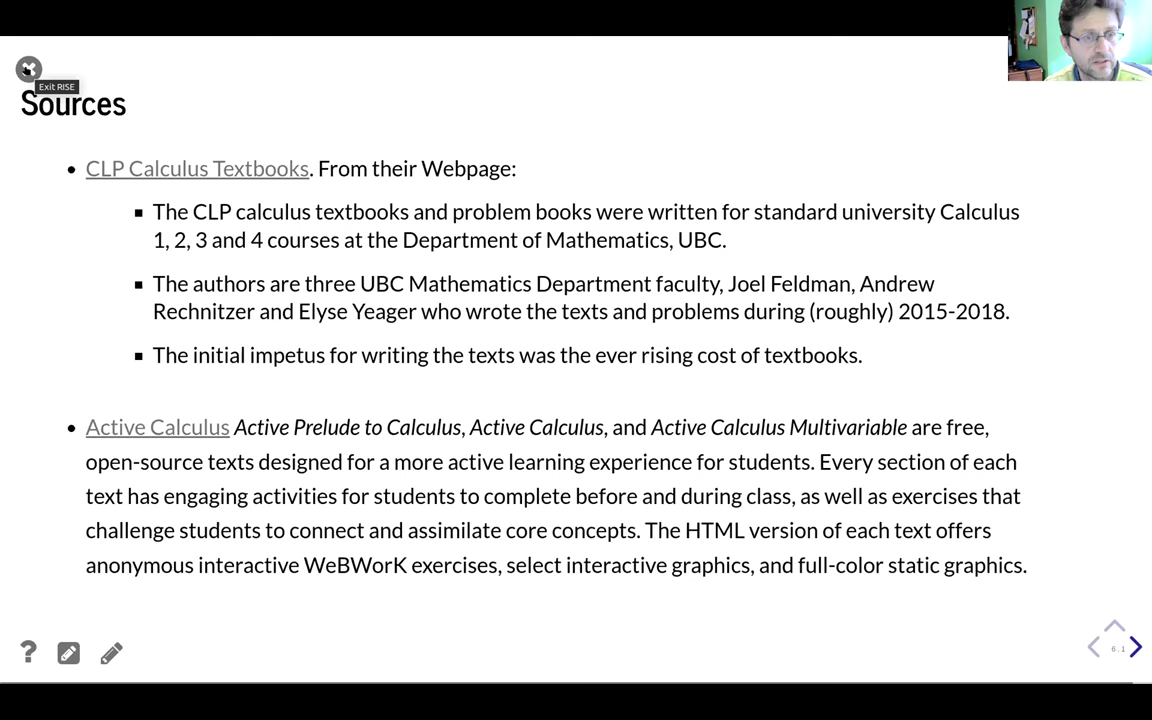 Exit RISE
Sources
CLP Calculus Textbooks. From their Webpage:
The CLP calculus textbooks and problem books were written for standard university Calculus
1, 2, 3 and 4 courses at the Department of Mathematics, UBC.
The authors are three UBC Mathematics Department faculty, Joel Feldman, Andrew
Rechnitzer and Elyse Yeager who wrote the texts and problems during (roughly) 2015-2018.
The initial impetus for writing the texts was the ever rising cost of textbooks.
Active Calculus Active Prelude to Calculus, Active Calculus, and Active Calculus Multivariable are free,
open-source texts designed for a more active learning experience for students. Every section of each
text has engaging activities for students to complete before and during class, as well as exercises that
challenge students to connect and assimilate core concepts. The HTML version of each text offers
anonymous interactive WeBWorK exercises, select interactive graphics, and full-color static graphics.
?
6.1